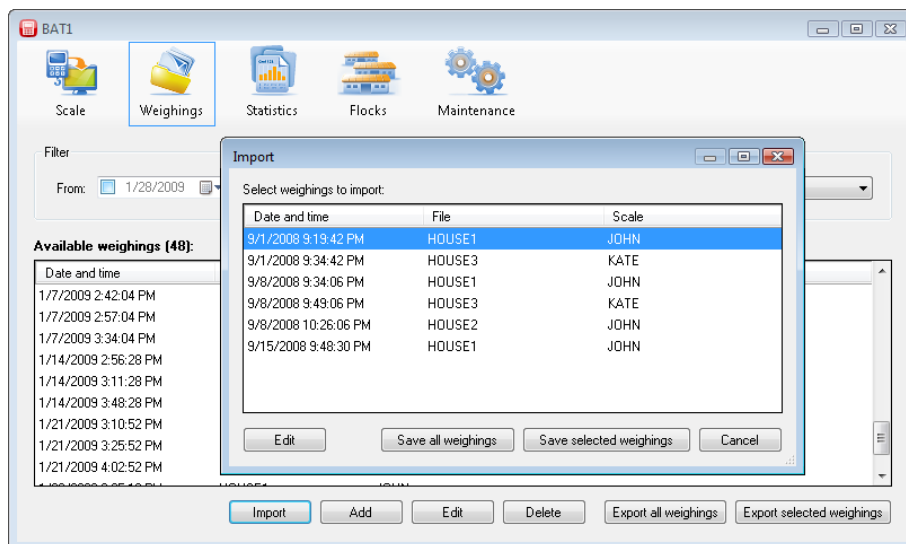 BAT1
Scale Weighings Statistics Flocks Maintenance
Filter
From: 1/28/2009
Available weighings (48):
Date and time
1/7/2009 2:42:04 PM
1/7/2009 2:57:04 PM
1/7/2009 3:34:04 PM
1/14/2009 2:56:28 PM
1/14/2009 3:11:28 PM
1/14/2009 3:48:28 PM
1/21/2009 3:10:52 PM
1/21/2009 3:25:52 PM
1/21/2009 4:02:52 PM
Import
Select weighings to import:
Date and time File Scale
9/1/2008 9:19:42 PM HOUSE1 JOHN
9/1/2008 9:34:42 PM HOUSE3 KATE
9/8/2008 9:34:06 PM HOUSE1 JOHN
9/8/2008 9:49:06 PM HOUSE3 KATE
9/8/2008 10:26:06 PM HOUSE2 JOHN
9/15/2008 9:48:30 PM HOUSE1 JOHN
Edit Save all weighings Save selected weighings Cancel
Import Add Edit Delete Export all weighings Export selected weighings